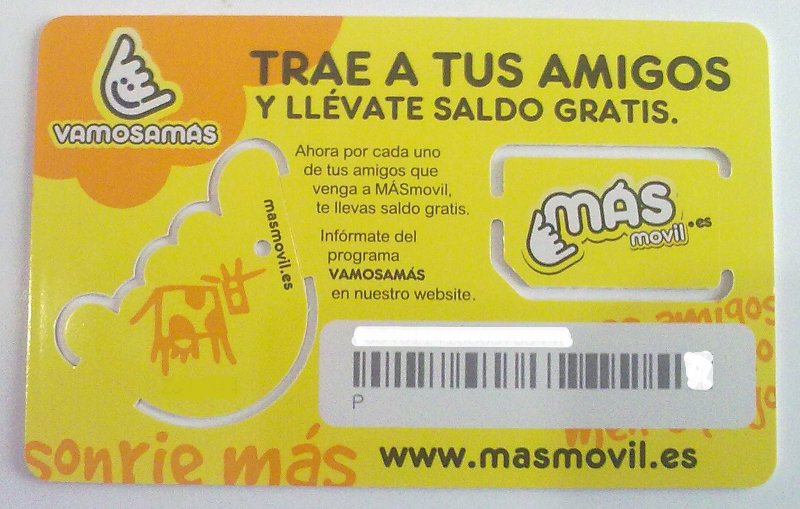 VAMOSAMÁS
TRAE A TUS AMIGOS
Y LLÉVATE SALDO GRATIS.
Ahora por cada uno
de tus amigos que
venga a MÁSmovil,
te llevas saldo gratis.
Infórmate del
programa
VAMOSAMÁS
en nuestro website.
masmovil.es
MÁS
movil.es
amigos
P
sonrie más
www.masmovil.es